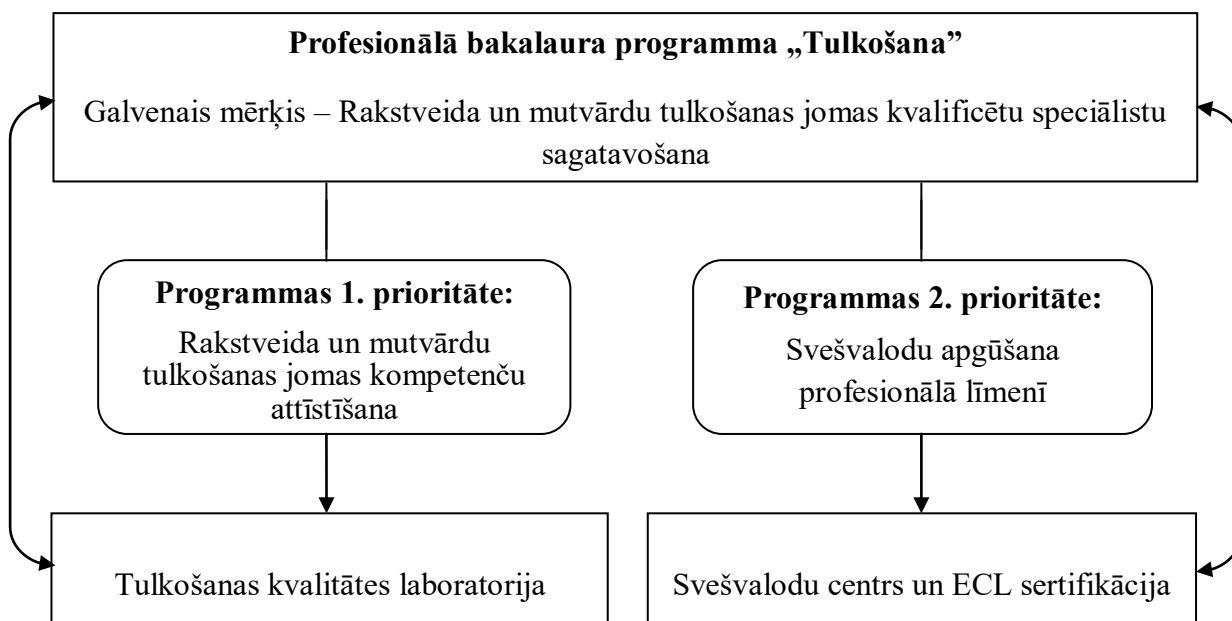 Profesionālā bakalaura programma „Tulkošana”
Galvenais mērķis – Rakstveida un mutvārdu tulkošanas jomas kvalificētu speciālistu
sagatavošana
Programmas 1. prioritāte:
Rakstveida un mutvārdu
tulkošanas jomas kompetenču
attīstīšana
Programmas 2. prioritāte:
Svešvalodu apgūšana
profesionālā līmenī
Tulkošanas kvalitātes laboratorija
Svešvalodu centrs un ECL sertifikācija